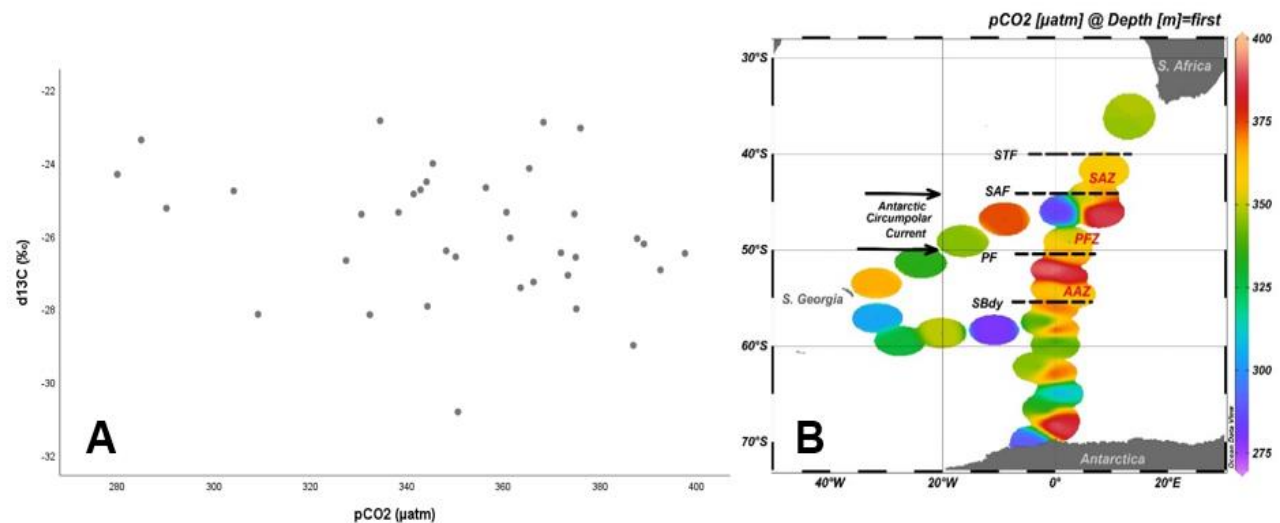 -22
-24
-26
-28
-30
-32
d13C (‰)
280 300 320 340 360 380 400
pCO2 (µatm)
A
pCO2 [µatm] @ Depth [m]=first
30°S
40°S
50°S
60°S
70°S
S. Africa
STF
SAZ
SAF
Antarctic
Circumpolar
Current
PFZ
PF
AAZ
S. Georgia
SBdy
B
Antarctica
40°W 20°W 0° 20°E
400
375
350
325
300
275
Ocean Data View